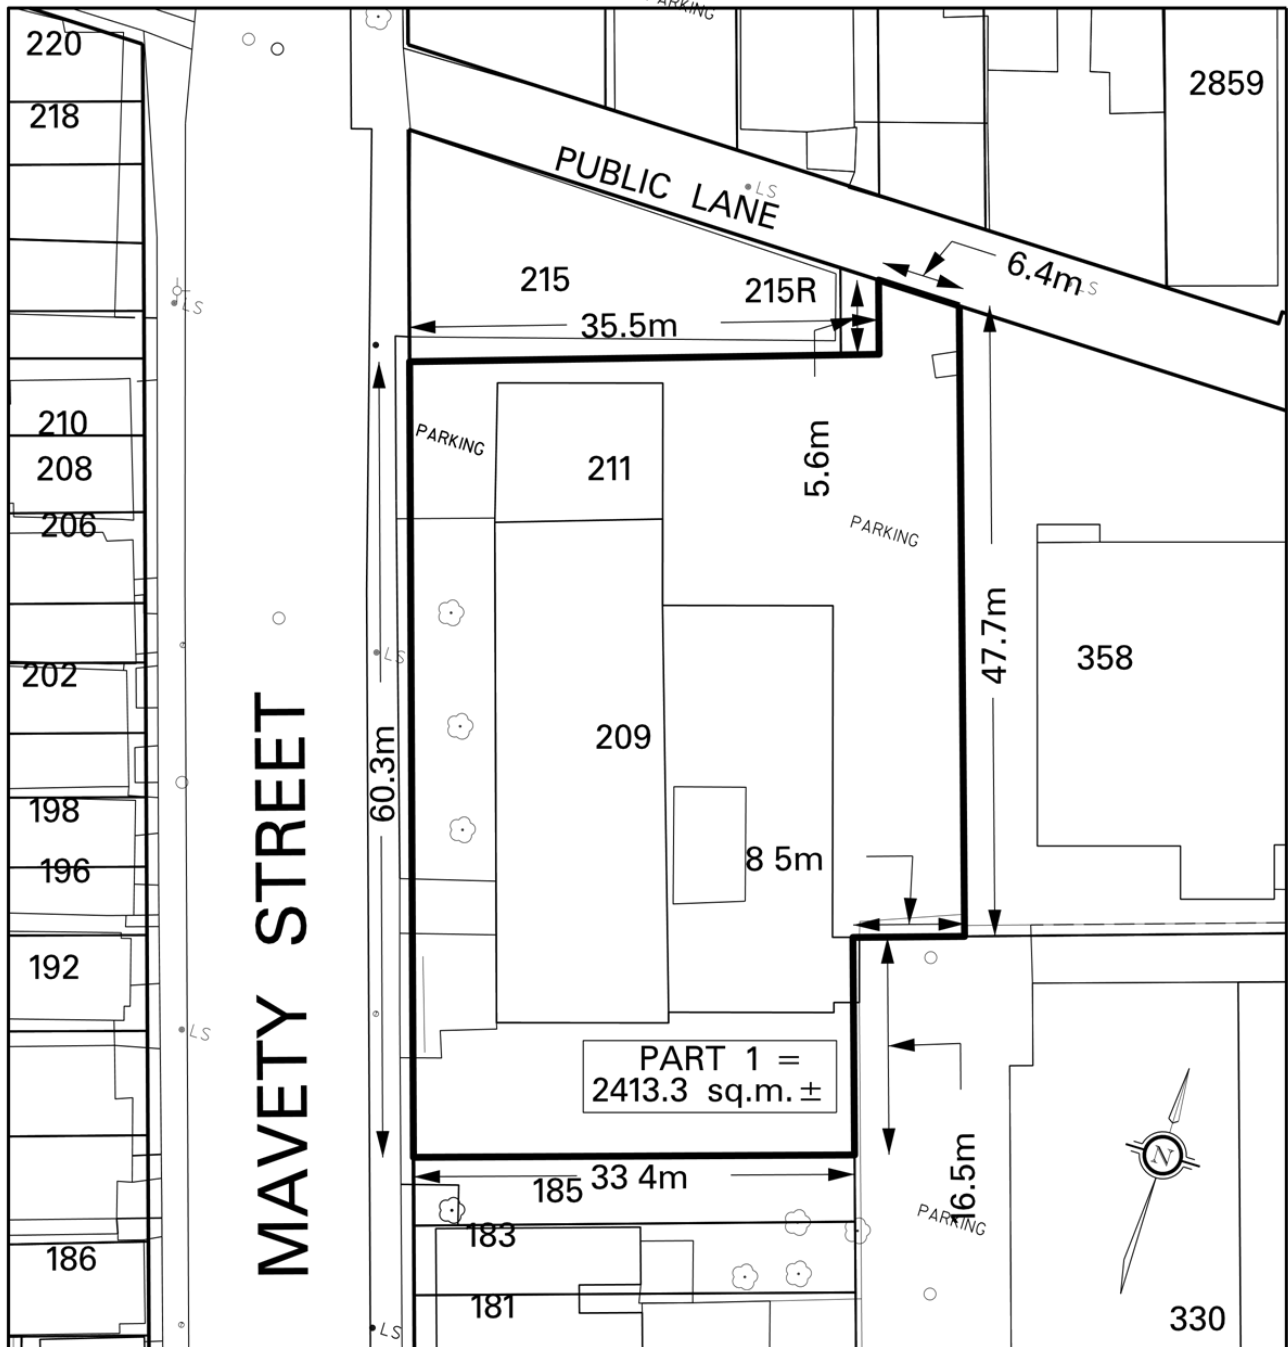 PARKING
220
218
2859
PUBLIC LANE
LS
6.4m
LS
215
215R
LS
35.5m
210
PARKING
208
211
5.6m
206
PARKING
202
LS
358
47.7m
209
MAVETY STREET
60.3m
198
196
8 5m
192
LS
PART 1 =
2413.3 sq.m.±
N
16.5m
33 4m
185
PARKING
183
186
181
LS
330